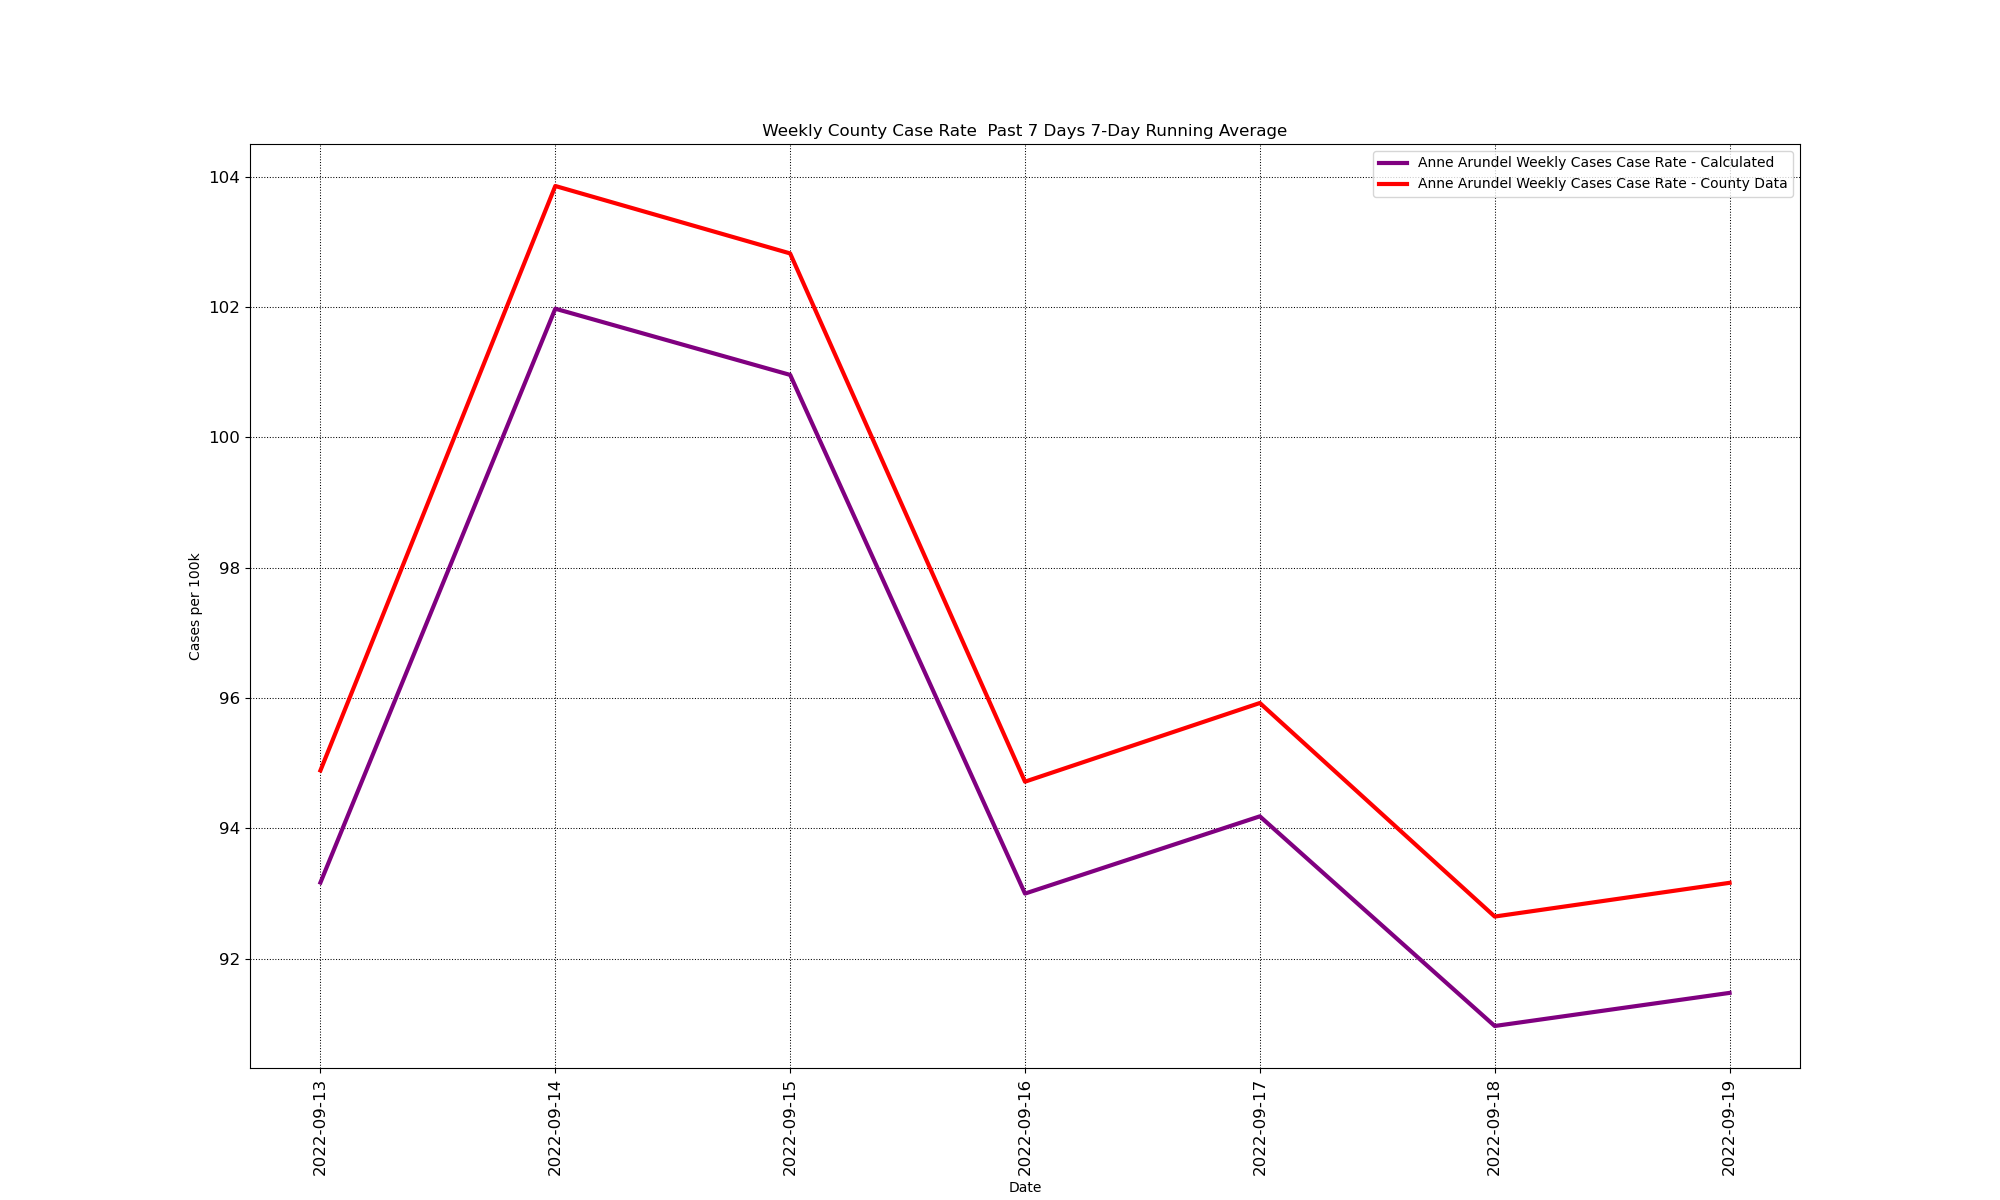 Weekly County Case Rate  Past 7 Days 7-Day Running Average
Anne Arundel Weekly Cases Case Rate - Calculated
Anne Arundel Weekly Cases Case Rate - County Data
104
102
100
98
96
94
92
Cases per 100k
2022-09-13
2022-09-14
2022-09-15
2022-09-16
2022-09-17
2022-09-18
2022-09-19
Date